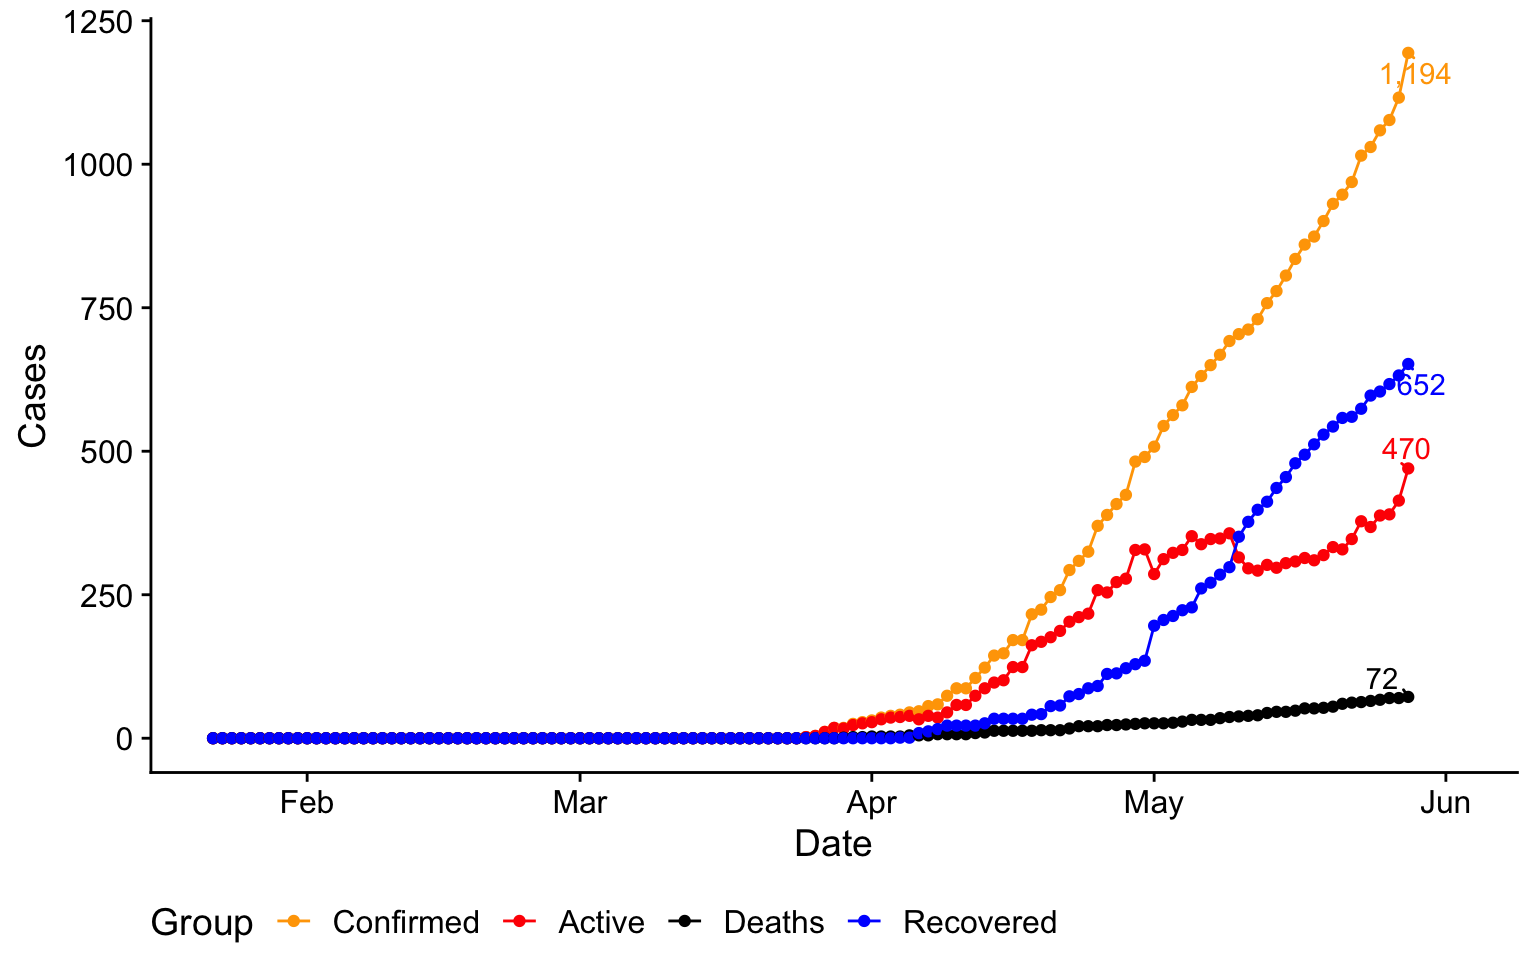 1250
1,194
1000
750
652
500
470
250
72
0
Cases
Feb Mar Apr May Jun
Date
Group Confirmed Active Deaths Recovered